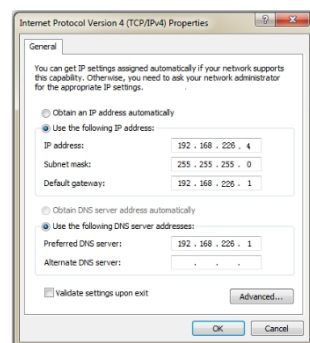 Internet Protocol Version 4 (TCP/IPv4) Properties
General
You can get IP settings assigned automatically if your network supports
this capability. Otherwise, you need to ask your network administrator
for the appropriate IP settings.
Obtain an IP address automatically
Use the following IP address:
IP address: 192 . 168 . 226 . 4
Subnet mask: 255 . 255 . 255 . 0
Default gateway: 192 . 168 . 226 . 1
Obtain DNS server address automatically
Use the following DNS server addresses:
Preferred DNS server: 192 . 168 . 226 . 1
Alternate DNS server: . . .
Validate settings upon exit
Advanced...
OK Cancel